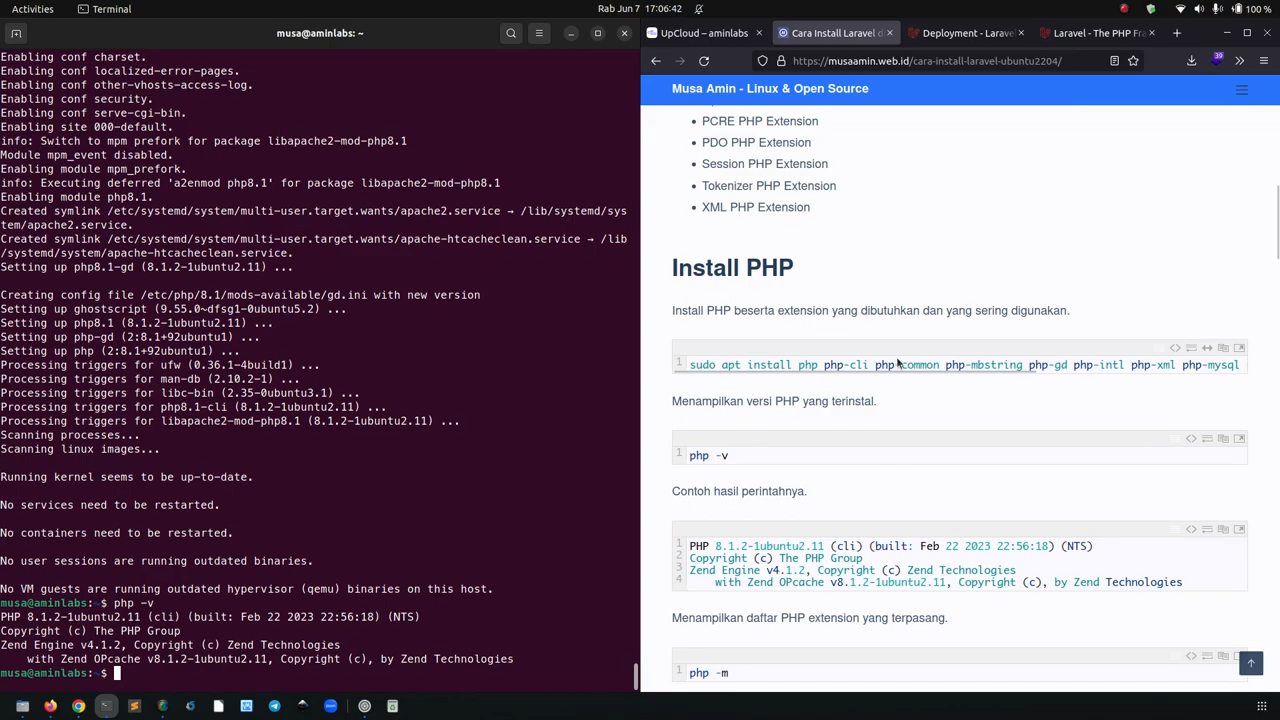 Activities
Terminal
Rab Jun 7 17:06:42
100 %
musa@aminlabs: ~
Enabling conf charset.
Enabling conf localized-error-pages.
Enabling conf other-vhosts-access-log.
Enabling conf security.
Enabling conf serve-cgi-bin.
Enabling site 000-default.
info: Switch to mpm prefork for package libapache2-mod-php8.1
Module mpm_event disabled.
Enabling module mpm_prefork.
info: Executing deferred 'a2enmod php8.1' for package libapache2-mod-php8.1
Enabling module php8.1.
Created symlink /etc/systemd/system/multi-user.target.wants/apache2.service → /lib/systemd/sys
tem/apache2.service.
Created symlink /etc/systemd/system/multi-user.target.wants/apache-htcacheclean.service → /lib
/systemd/system/apache-htcacheclean.service.
Setting up php8.1-gd (8.1.2-1ubuntu2.11) ...
Creating config file /etc/php/8.1/mods-available/gd.ini with new version
Setting up ghostscript (9.55.0~dfsg1-0ubuntu5.2) ...
Setting up php8.1 (8.1.2-1ubuntu2.11) ...
Setting up php-gd (2:8.1+92ubuntu1) ...
Setting up php (2:8.1+92ubuntu1) ...
Processing triggers for ufw (0.36.1-4build1) ...
Processing triggers for man-db (2.10.2-1) ...
Processing triggers for libc-bin (2.35-0ubuntu3.1) ...
Processing triggers for php8.1-cli (8.1.2-1ubuntu2.11) ...
Processing triggers for libapache2-mod-php8.1 (8.1.2-1ubuntu2.11) ...
Scanning processes...
Scanning linux images...
Running kernel seems to be up-to-date.
No services need to be restarted.
No containers need to be restarted.
No user sessions are running outdated binaries.
No VM guests are running outdated hypervisor (qemu) binaries on this host.
musa@aminlabs:~$ php -v
PHP 8.1.2-1ubuntu2.11 (cli) (built: Feb 22 2023 22:56:18) (NTS)
Copyright (c) The PHP Group
Zend Engine v4.1.2, Copyright (c) Zend Technologies
with Zend OPcache v8.1.2-1ubuntu2.11, Copyright (c), by Zend Technologies
musa@aminlabs:~$
UpCloud – aminlabs
Cara Install Laravel d
Deployment - Larave
Laravel - The PHP Fra
https://musaamin.web.id/cara-install-laravel-ubuntu2204/
39
Musa Amin - Linux & Open Source
PCRE PHP Extension
PDO PHP Extension
Session PHP Extension
Tokenizer PHP Extension
XML PHP Extension
Install PHP
Install PHP beserta extension yang dibutuhkan dan yang sering digunakan.
1 sudo apt install php php-cli php-common php-mbstring php-gd php-intl php-xml php-mysql
Menampilkan versi PHP yang terinstal.
1 php -v
Contoh hasil perintahnya.
1 PHP 8.1.2-1ubuntu2.11 (cli) (built: Feb 22 2023 22:56:18) (NTS)
2 Copyright (c) The PHP Group
3 Zend Engine v4.1.2, Copyright (c) Zend Technologies
4 with Zend OPcache v8.1.2-1ubuntu2.11, Copyright (c), by Zend Technologies
Menampilkan daftar PHP extension yang terpasang.
1 php -m